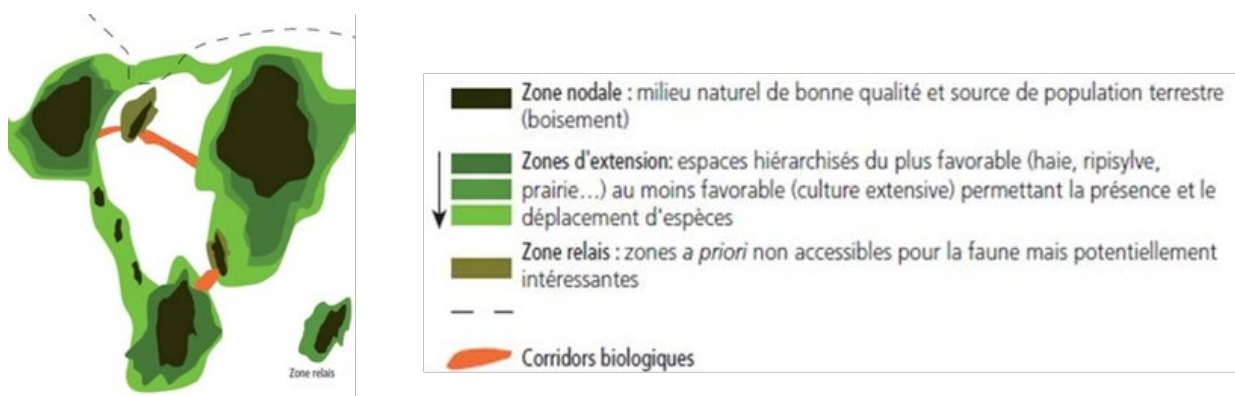 Zone relais
Zone nodale : milieu naturel de bonne qualité et source de population terrestre
(boisement)
Zones d'extension: espaces hiérarchisés du plus favorable (haie, ripisylve,
prairie...) au moins favorable (culture extensive) permettant la présence et le
déplacement d'espèces
Zone relais : zones a priori non accessibles pour la faune mais potentiellement
intéressantes
Corridors biologiques